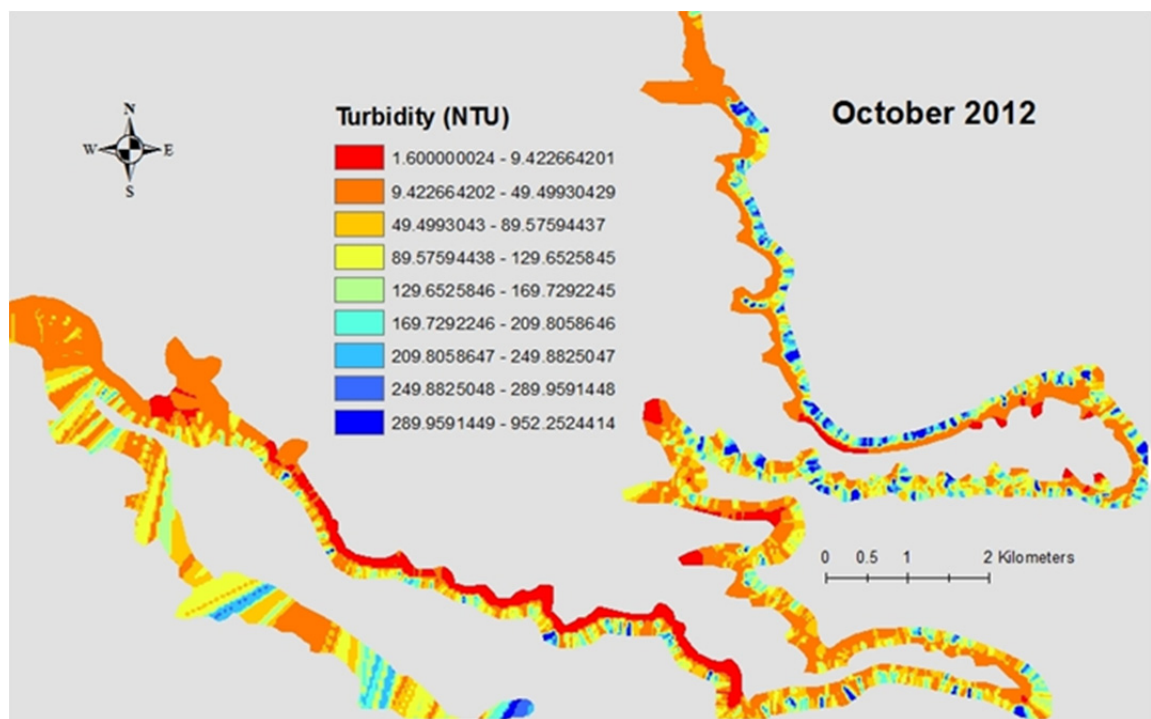 October 2012
N
W E
S
Turbidity (NTU)
1.600000024 - 9.422664201
9.422664202 - 49.49930429
49.4993043 - 89.57594437
89.57594438 - 129.6525845
129.6525846 - 169.7292245
169.7292246 - 209.8058646
209.8058647 - 249.8825047
249.8825048 - 289.9591448
289.9591449 - 952.2524414
0 0.5 1 2 Kilometers